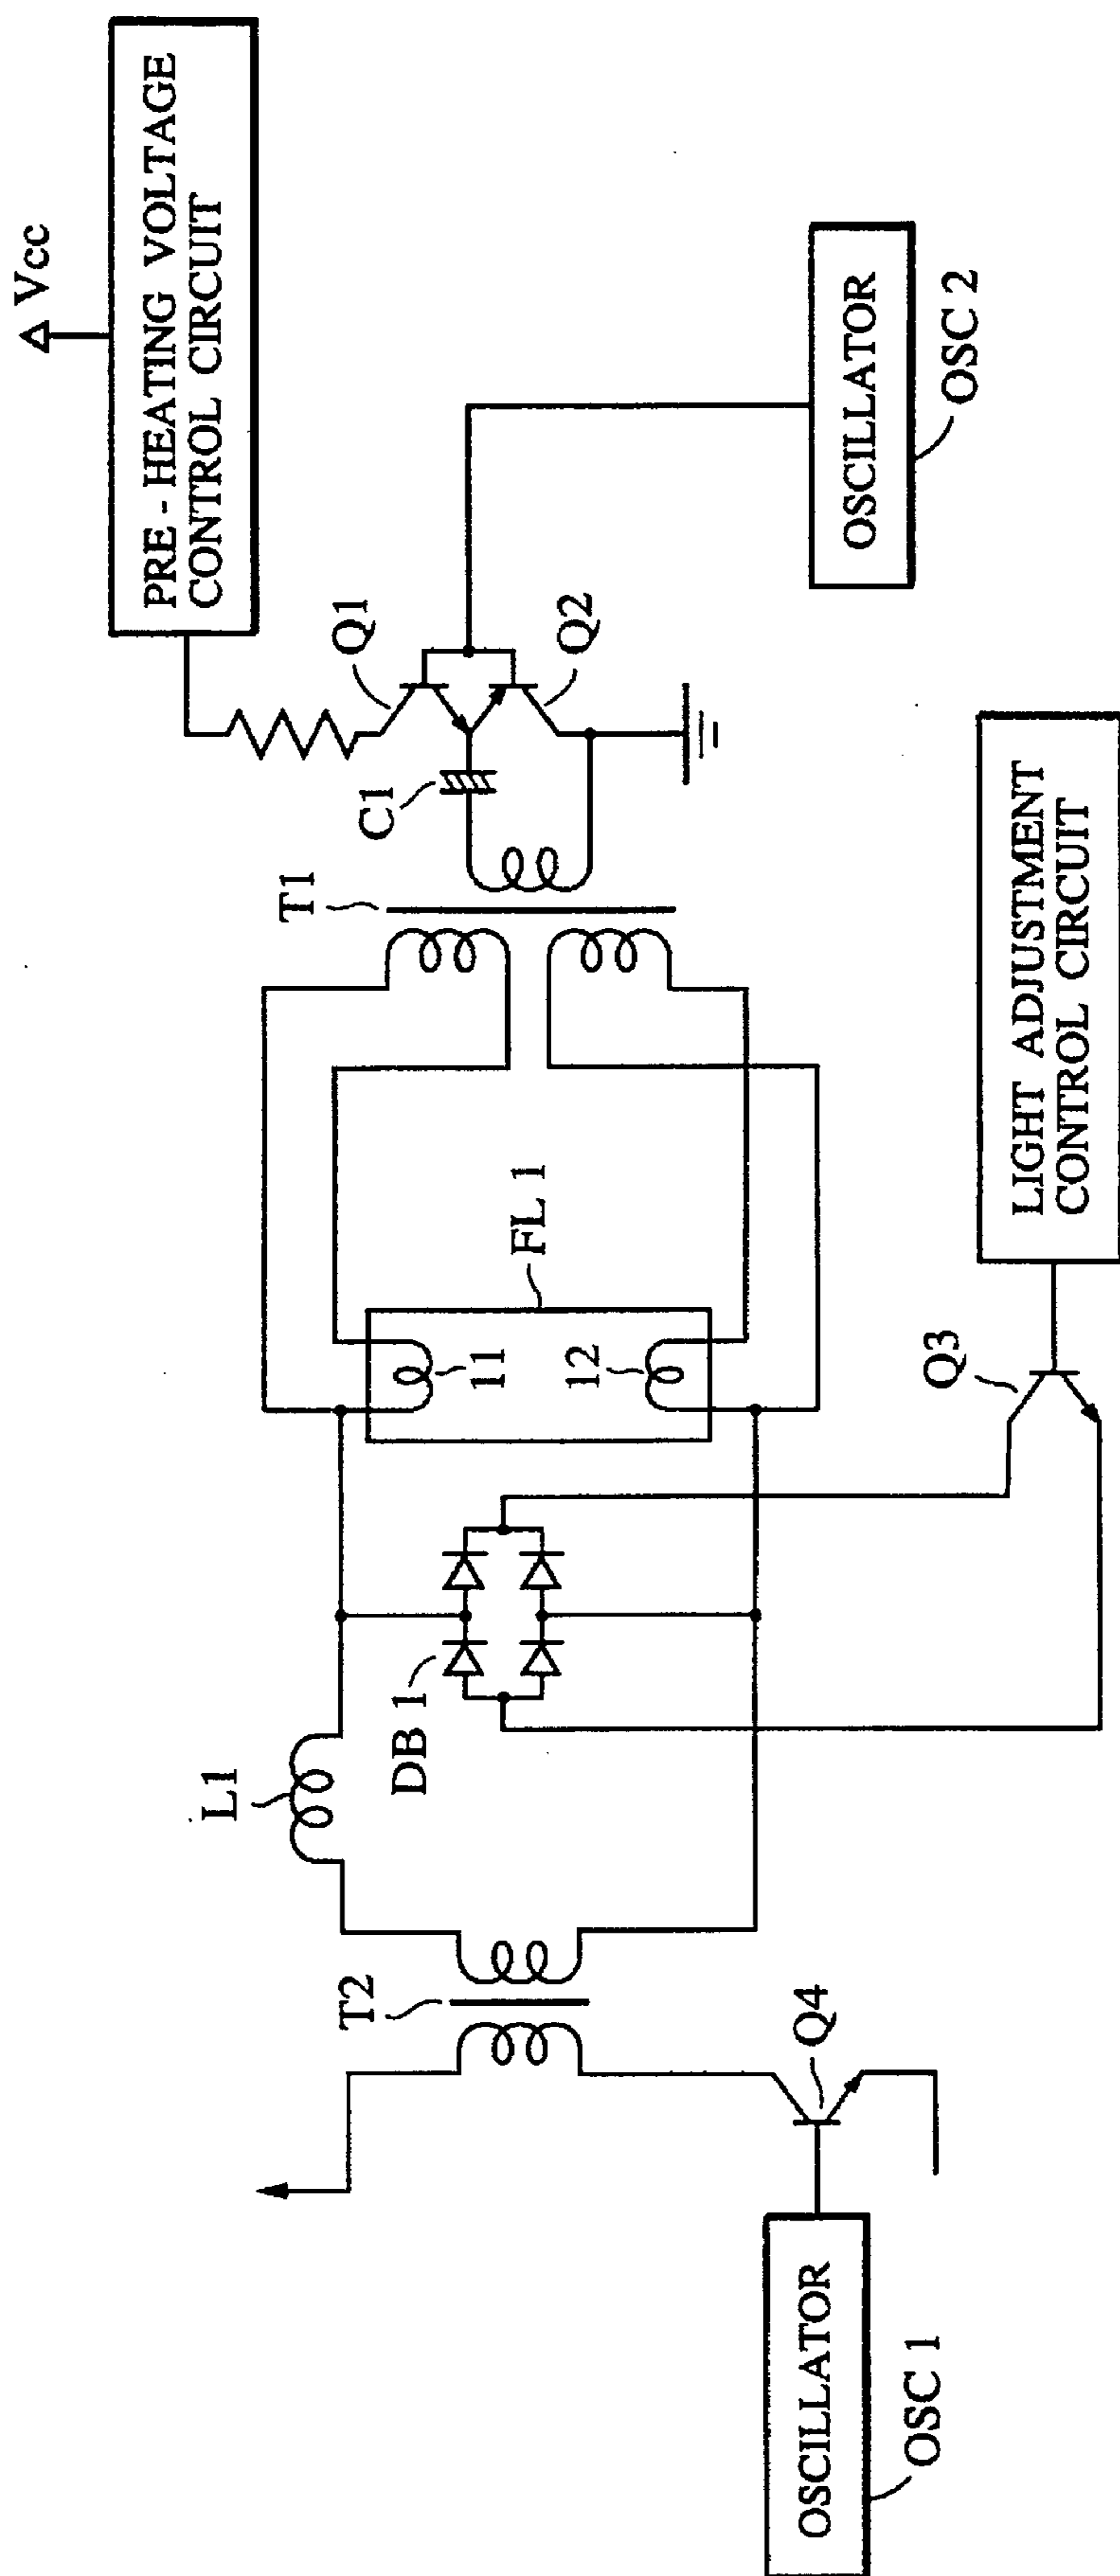 Vcc
PRE - HEATING VOLTAGE
CONTROL CIRCUIT
Q1
C1
Q2
T1
OSCILLATOR
OSC 2
FL 1
11
12
L1
DB 1
Q3
LIGHT ADJUSTMENT
CONTROL CIRCUIT
T2
Q4
OSCILLATOR
OSC 1